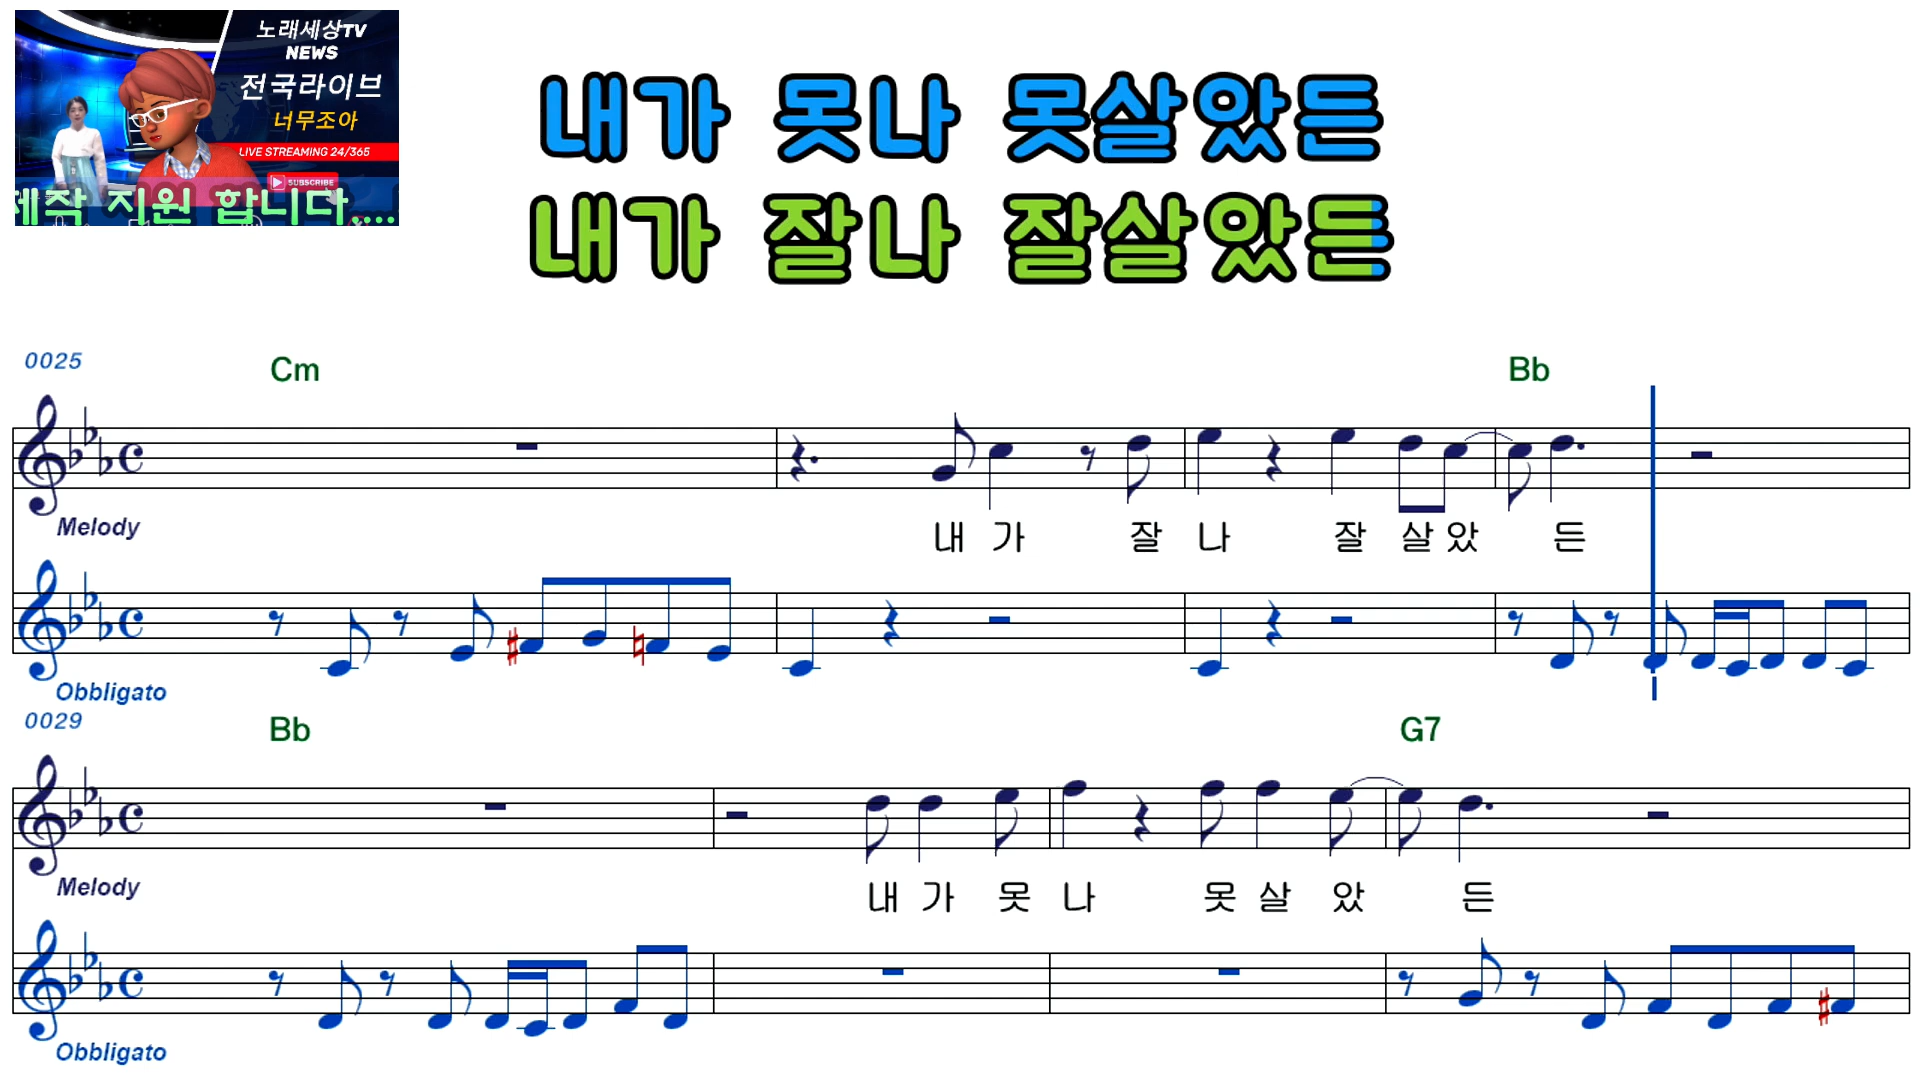 노래세상TV
NEWS
전국라이브
너무조아
LIVE STREAMING 24/365
SUBSCRIBE
제작 지원 합니다....
내가 못나 못살았든
내가 잘나 잘살았든
0025
Cm
Bb
Melody
내 가 잘 나 잘 살 았 든
Obbligato
0029
Bb
G7
Melody
내 가 못 나 못 살 았 든
Obbligato